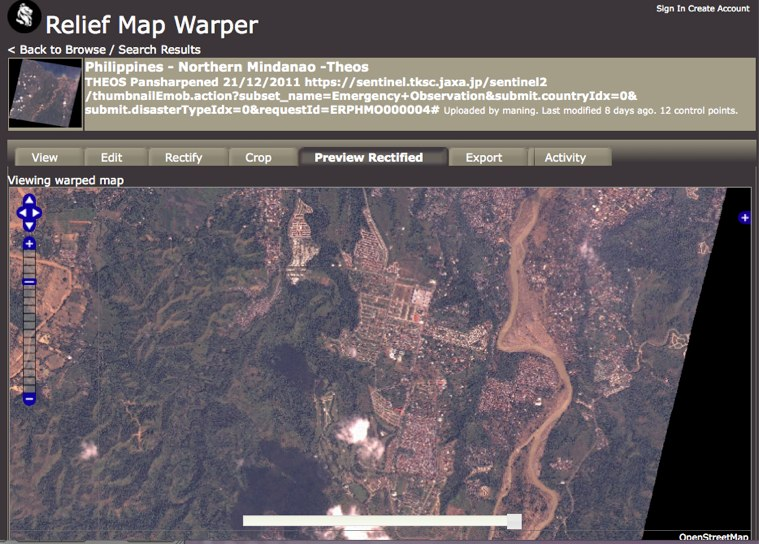 Sign In Create Account
Relief Map Warper
< Back to Browse / Search Results
Philippines - Northern Mindanao -Theos
THEOS Pansharpened 21/12/2011 https://sentinel.tksc.jaxa.jp/sentinel2
/thumbnailEmob.action?subset_name=Emergency+Observation&submit.countryIdx=0&
submit.disasterTypeIdx=0&requestId=ERPHMO000004# Uploaded by maning. Last modified 8 days ago. 12 control points.
View Edit Rectify Crop Preview Rectified Export Activity
Viewing warped map
OpenStreetMap